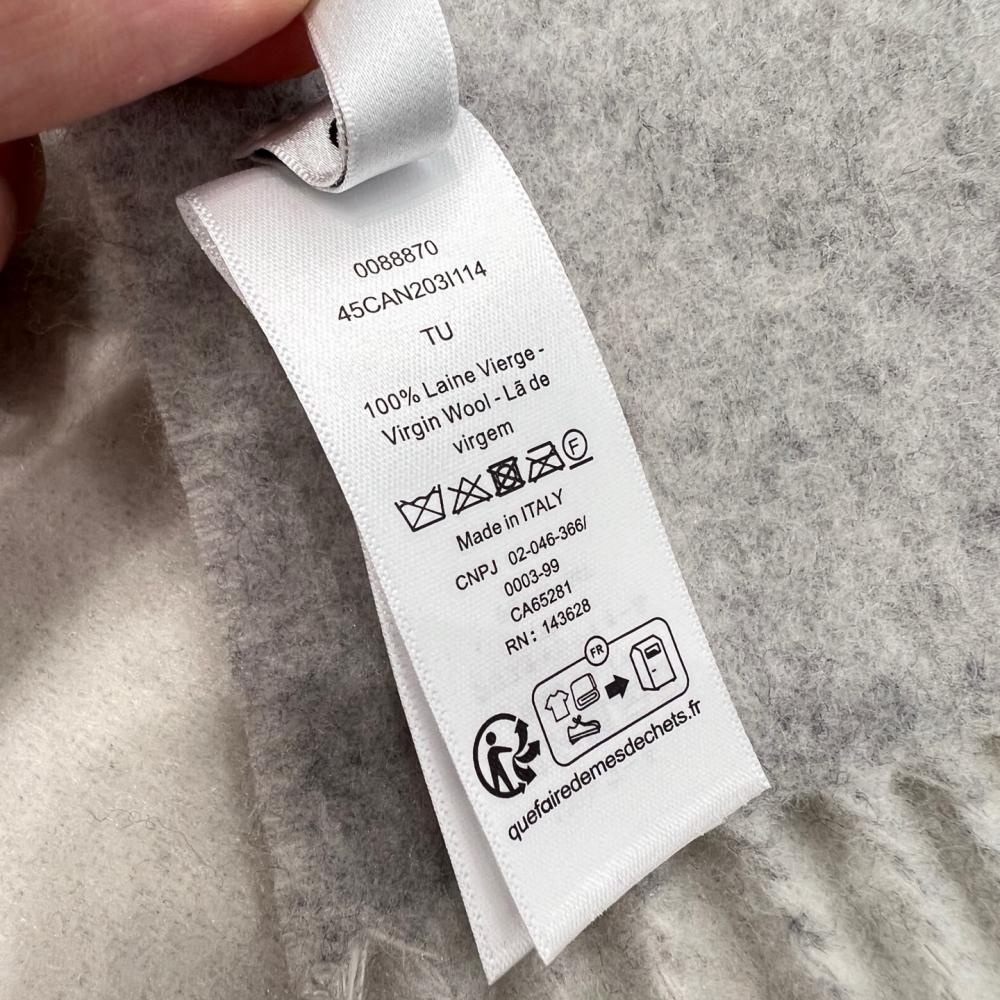 0088870
45CAN203I114
TU
100% Laine Vierge -
Virgin Wool - Lã de
virgem
F
Made in ITALY
CNPJ 02-046-366/
0003-99
CA65281
RN: 143628
FR
quefairedemesdechets.fr